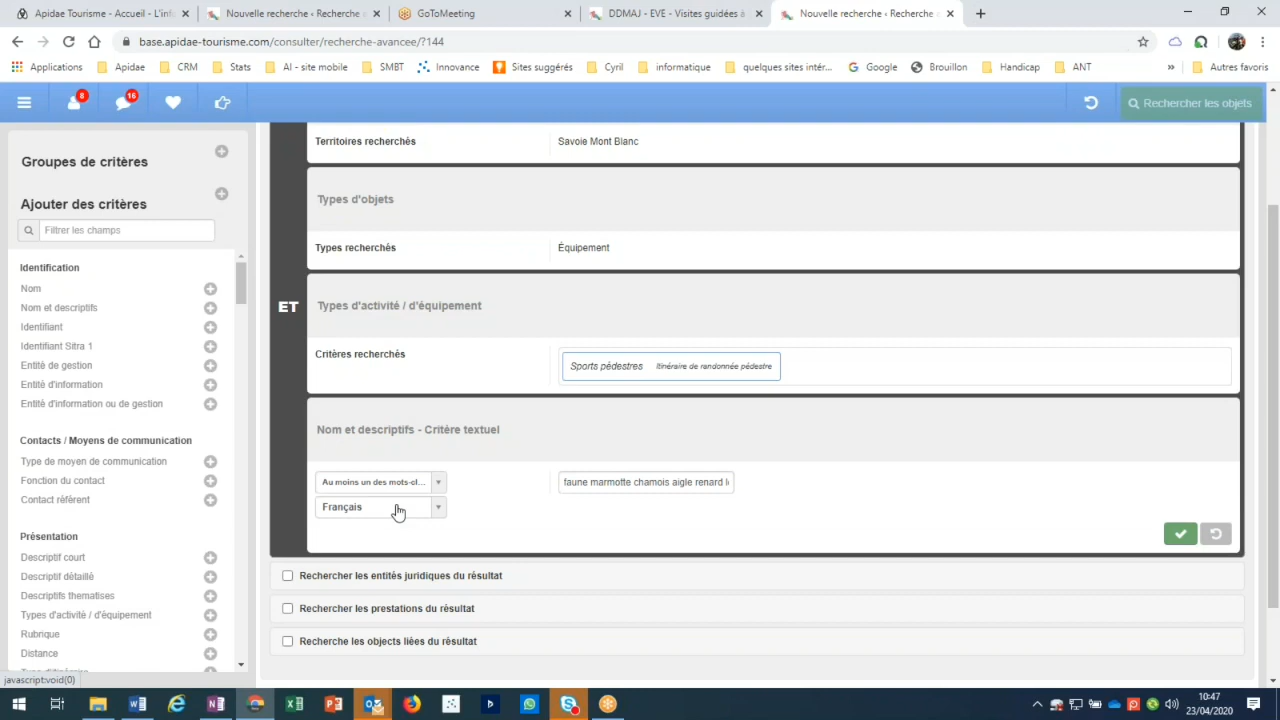 Apidae Tourisme - Accueil - L'inf
Nouvelle recherche ‹ Recherche
GoToMeeting
DDMAJ - EVE - Visites guidées à
Nouvelle recherche ‹ Recherche
base.apidae-tourisme.com/consulter/recherche-avancee/?144
Applications
Apidae
CRM
Stats
AI - site mobile
SMBT
Innovance
Sites suggérés
Cyril
informatique
quelques sites intér...
Google
Brouillon
Handicap
ANT
»
Autres favoris
8
16
Rechercher les objets
Groupes de critères
Ajouter des critères
Filtrer les champs
Identification
Nom
Nom et descriptifs
Identifiant
Identifiant Sitra 1
Entité de gestion
Entité d'information
Entité d'information ou de gestion
Contacts / Moyens de communication
Type de moyen de communication
Fonction du contact
Contact référent
Présentation
Descriptif court
Descriptif détaillé
Descriptifs thematises
Types d'activité / d'équipement
Rubrique
Distance
javascript:void(0)
Territoires recherchés
Savoie Mont Blanc
Types d'objets
Types recherchés
Équipement
ET
Types d'activité / d'équipement
Critères recherchés
Sports pédestres Itinéraire de randonnée pédestre
Nom et descriptifs - Critère textuel
Au moins un des mots-cl...
faune marmotte chamois aigle renard l
Français
Rechercher les entités juridiques du résultat
Rechercher les prestations du résultat
Recherche les objects liées du résultat
10:47
23/04/2020